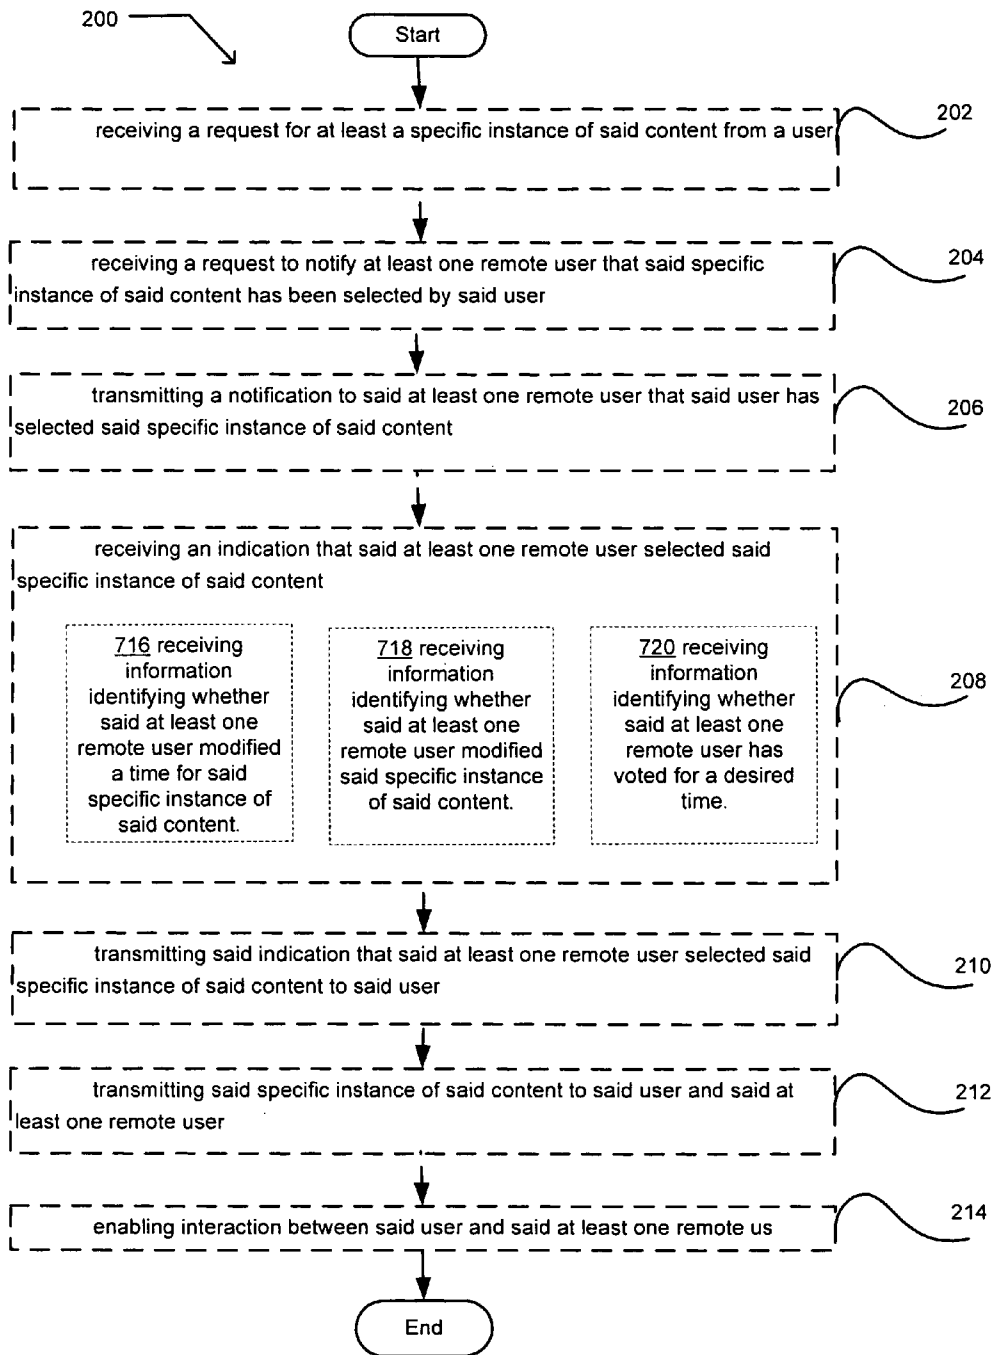 200
Start
receiving a request for at least a specific instance of said content from a user
202
receiving a request to notify at least one remote user that said specific
instance of said content has been selected by said user
204
transmitting a notification to said at least one remote user that said user has
selected said specific instance of said content
206
receiving an indication that said at least one remote user selected said
specific instance of said content
716 receiving
information
identifying whether
said at least one
remote user modified
a time for said
specific instance of
said content.
718 receiving
information
identifying whether
said at least one
remote user modified
said specific instance
of said content.
720 receiving
information
identifying whether
said at least one
remote user has
voted for a desired
time.
208
transmitting said indication that said at least one remote user selected said
specific instance of said content to said user
210
transmitting said specific instance of said content to said user and said at
least one remote user
212
enabling interaction between said user and said at least one remote us
214
End